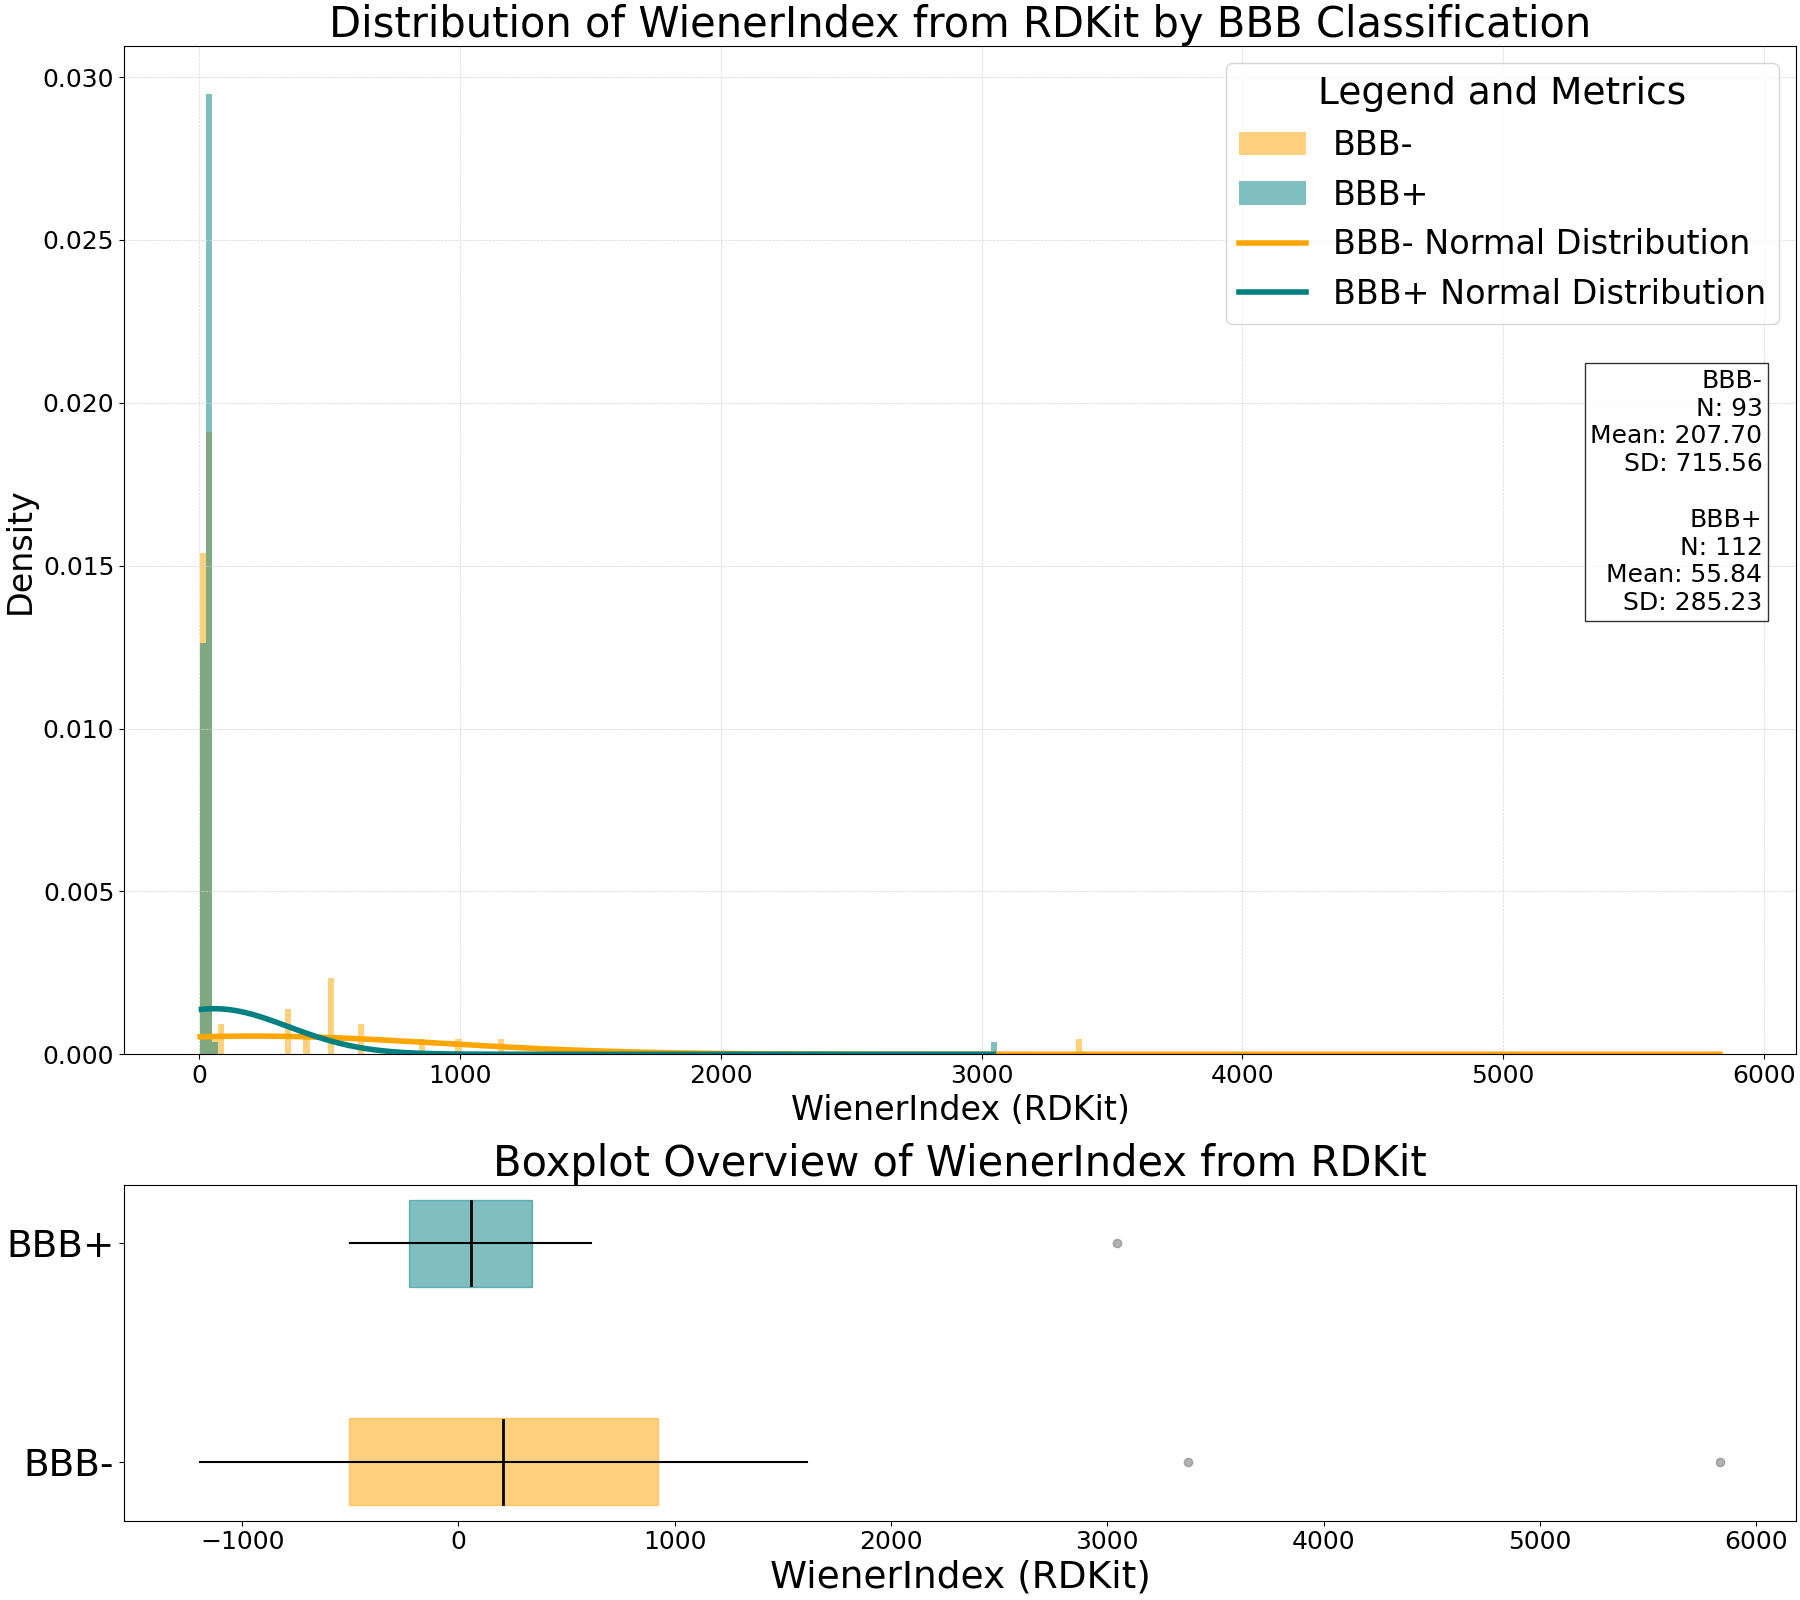 Distribution of WienerIndex from RDKit by BBB Classification
Legend and Metrics
BBB-
BBB+
BBB- Normal Distribution
BBB+ Normal Distribution
BBB-
N: 93
Mean: 207.70
SD: 715.56
BBB+
N: 112
Mean: 55.84
SD: 285.23
Density
0.030
0.025
0.020
0.015
0.010
0.005
0.000
0 1000 2000 3000 4000 5000 6000
WienerIndex (RDKit)
Boxplot Overview of WienerIndex from RDKit
BBB+
BBB-
−1000 0 1000 2000 3000 4000 5000 6000
WienerIndex (RDKit)